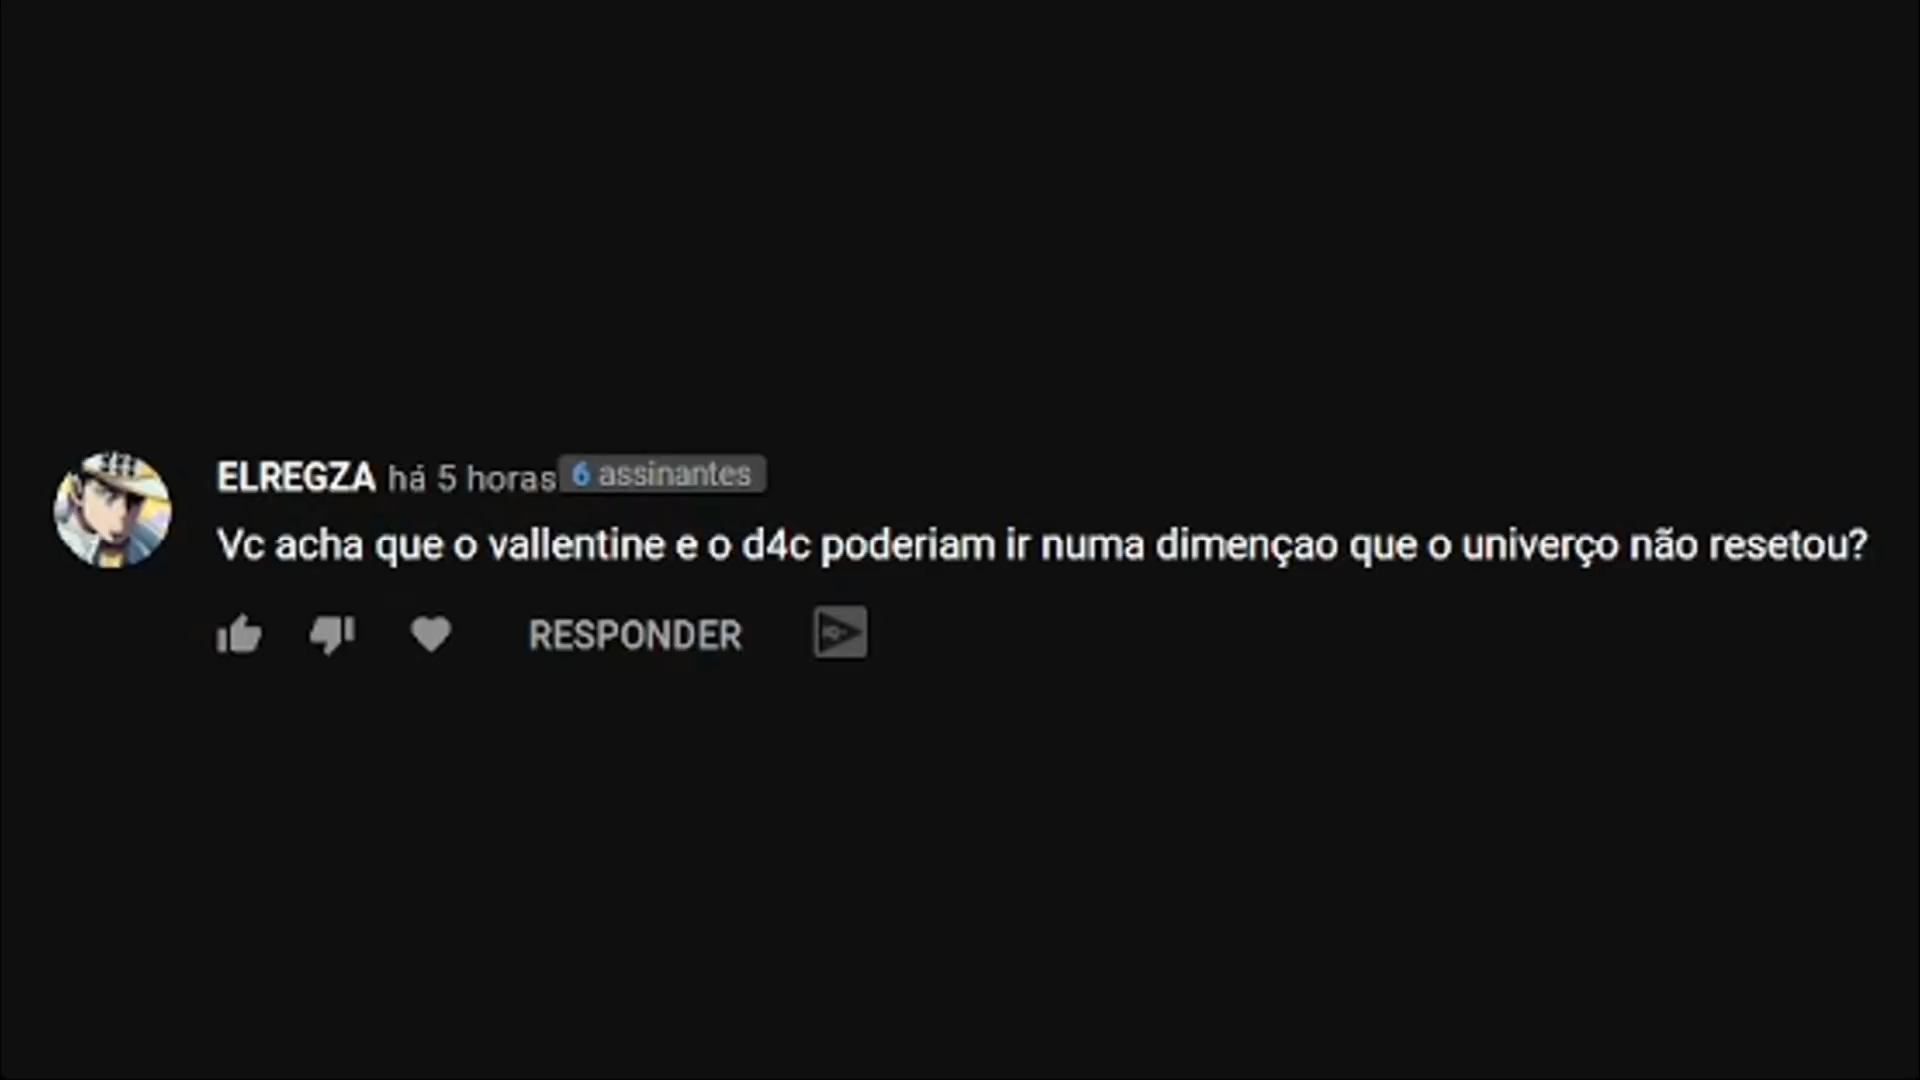 ELREGZA há 5 horas 6 assinantes
Vc acha que o vallentine e o d4c poderiam ir numa dimençao que o univerço não resetou?
RESPONDER